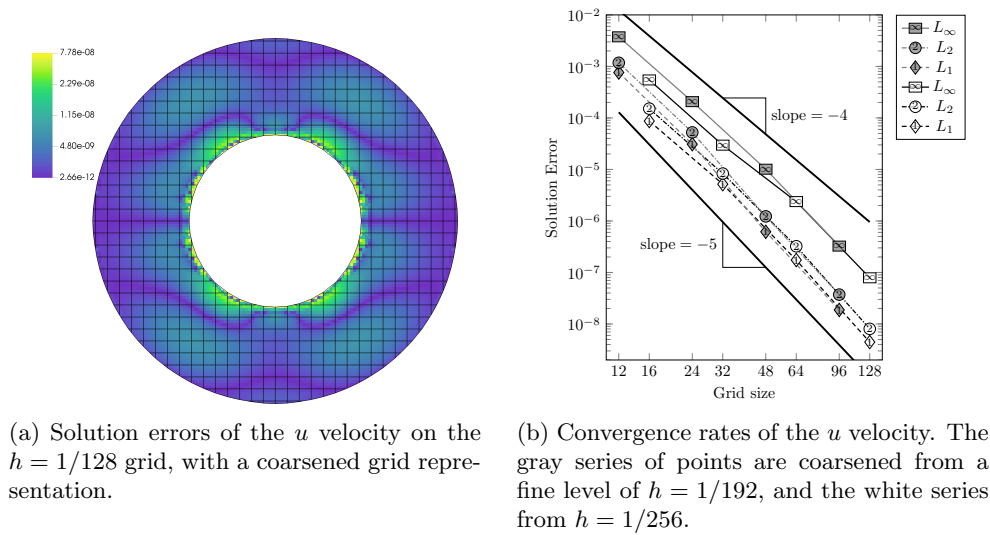 7.78e-08
2.29e-08
1.15e-08
4.80e-09
2.66e-12
(a) Solution errors of the u velocity on the
h = 1/128 grid, with a coarsened grid repre-
sentation.
10^−2
10^−3
10^−4
10^−5
10^−6
10^−7
10^−8
Solution Error
12 16 24 32 48 64 96 128
Grid size
slope = −4
slope = −5
∞ L∞
2 L2
1 L1
∞ L∞
2 L2
1 L1
(b) Convergence rates of the u velocity. The
gray series of points are coarsened from a
fine level of h = 1/192, and the white series
from h = 1/256.